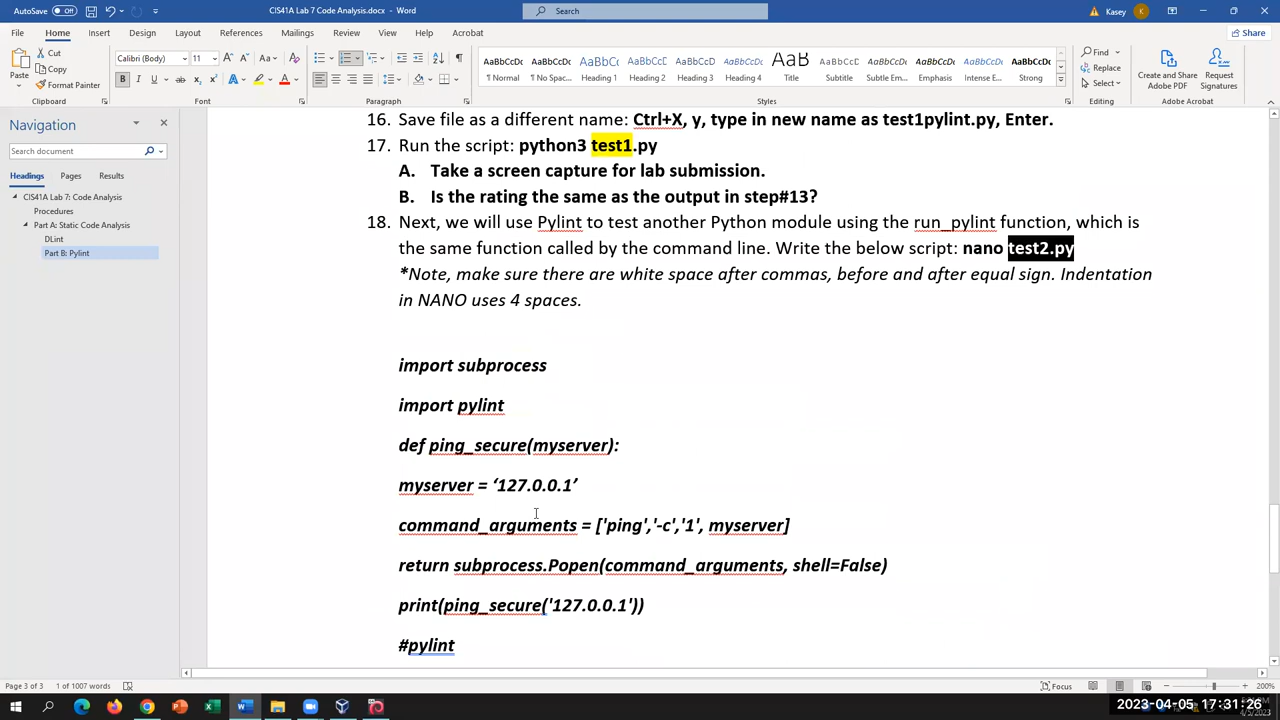 AutoSave Off CIS41A Lab 7 Code Analysis.docx Search Kasey
File Home Insert Design Layout References Mailings Review View Help Acrobat Share
Cut Calibri (Body) 11 Find
Paste Copy Replace
Format Painter Select
AaBbCcDd AaBbCcDd AaBbC AaBbCc AaBbCcD AaBbCcD AaB AaBbCcD AaBbCcDd AaBbCcDd AaBbCcDd AaBbCcDd
¶ Normal ¶ No Spac... Heading 1 Heading 2 Heading 3 Heading 4 Title Subtitle Subtle Em... Emphasis Intense E... Strong
Create and Share Adobe PDF Request Signatures
Clipboard Font Paragraph Styles Editing Adobe Acrobat
Navigation
Search document
Headings Pages Results
CIS41A Lab 7: Code Analysis
Procedures
Part A: Static Code Analysis
DLint
Part B: Pylint
16. Save file as a different name: Ctrl+X, y, type in new name as test1pylint.py, Enter.
17. Run the script: python3 test1.py
A. Take a screen capture for lab submission.
B. Is the rating the same as the output in step#13?
18. Next, we will use Pylint to test another Python module using the run_pylint function, which is
the same function called by the command line. Write the below script: nano test2.py
*Note, make sure there are white space after commas, before and after equal sign. Indentation
in NANO uses 4 spaces.
import subprocess
import pylint
def ping_secure(myserver):
myserver = ‘127.0.0.1’
command_arguments = ['ping','-c','1', myserver]
return subprocess.Popen(command_arguments, shell=False)
print(ping_secure('127.0.0.1'))
#pylint
Page 3 of 3 1 of 1007 words Focus 200%
2023-04-05 17:31:26
4/5/2023